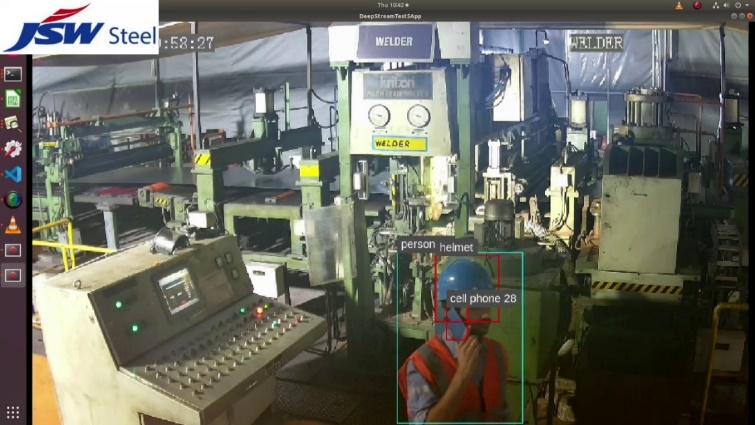 Thu 10:42
DeepStreamTest5App
JSW Steel
:58:27
WELDER
WELDER
WELDER
person
helmet
cell phone 28